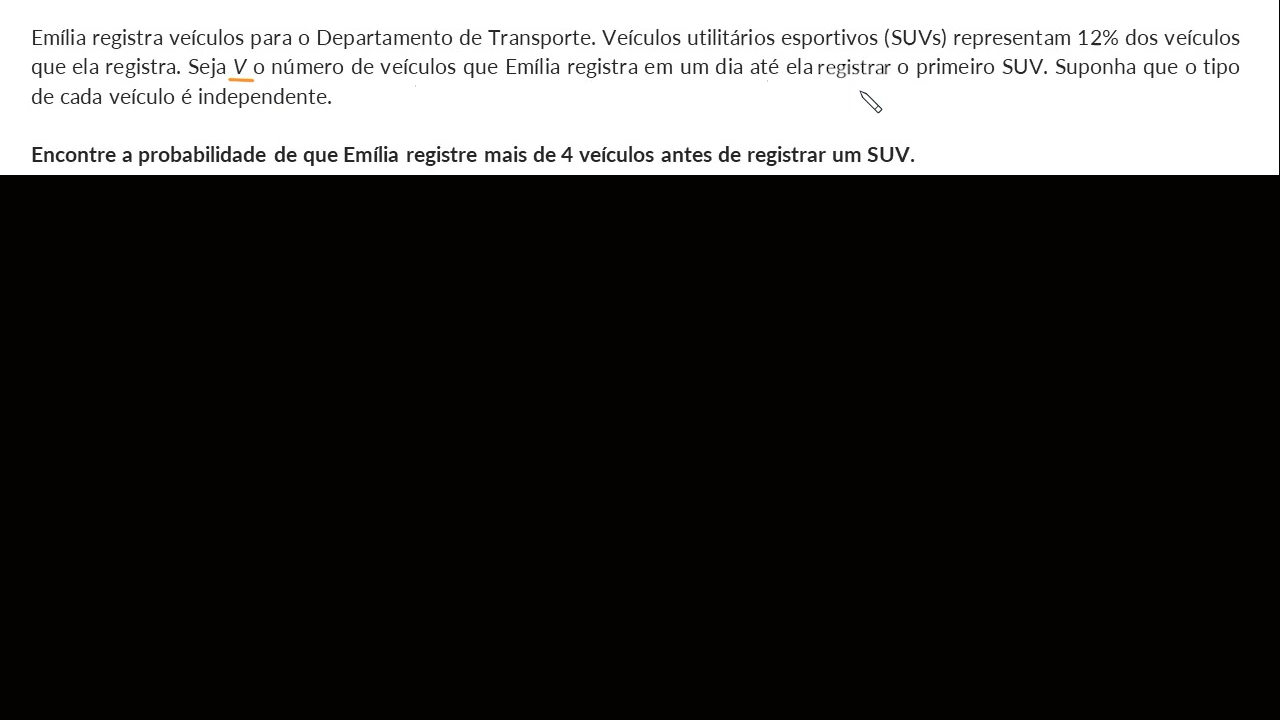 Emília registra veículos para o Departamento de Transporte. Veículos utilitários esportivos (SUVs) representam 12% dos veículos
que ela registra. Seja V o número de veículos que Emília registra em um dia até ela registrar o primeiro SUV. Suponha que o tipo
de cada veículo é independente.
Encontre a probabilidade de que Emília registre mais de 4 veículos antes de registrar um SUV.